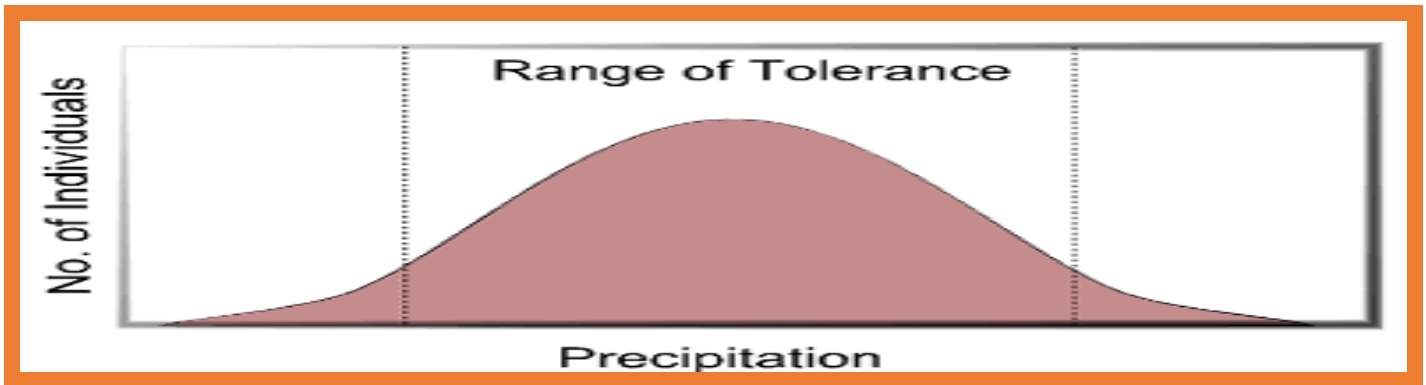 Range of Tolerance
No. of Individuals
Precipitation